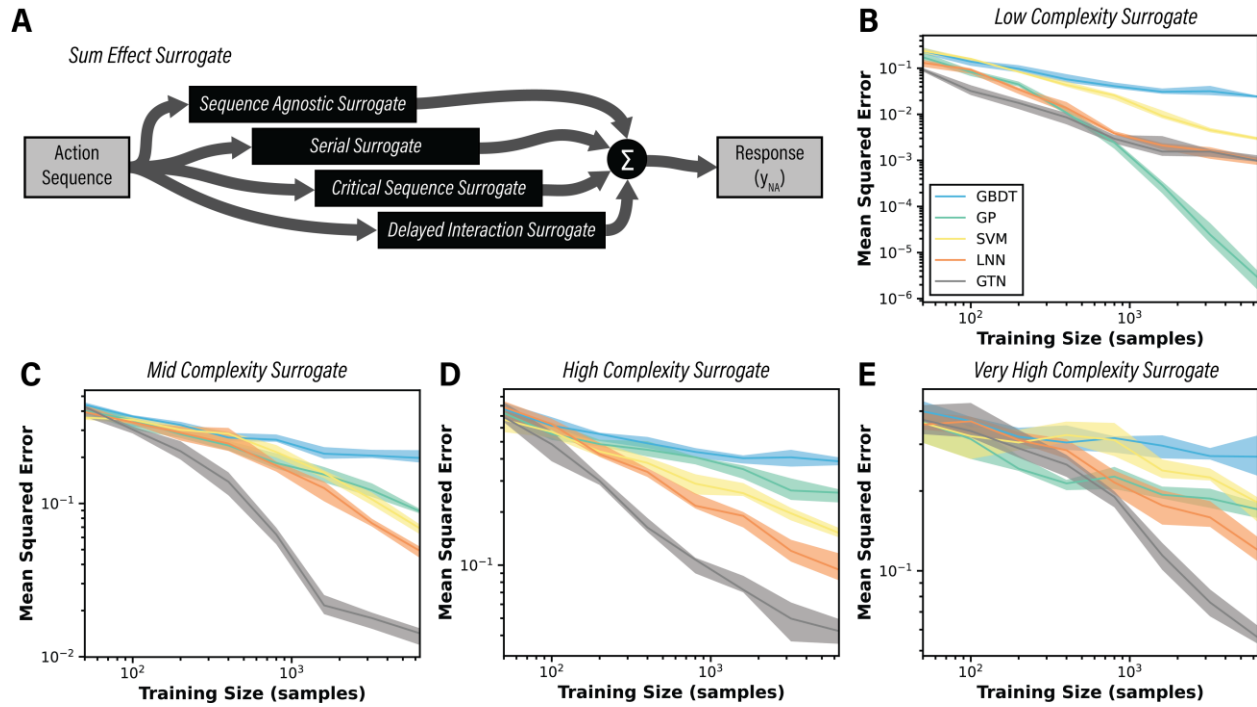 A
Sum Effect Surrogate
Sequence Agnostic Surrogate
Serial Surrogate
Critical Sequence Surrogate
Delayed Interaction Surrogate
Action
Sequence
Σ
Response
(y_NA)
B
Low Complexity Surrogate
Mean Squared Error
10⁻¹
10⁻²
10⁻³
10⁻⁴
10⁻⁵
10⁻⁶
GBDT
GP
SVM
LNN
GTN
10²
10³
Training Size (samples)
C
Mid Complexity Surrogate
Mean Squared Error
10⁻¹
10⁻²
10²
10³
Training Size (samples)
D
High Complexity Surrogate
Mean Squared Error
10⁻¹
10²
10³
Training Size (samples)
E
Very High Complexity Surrogate
Mean Squared Error
10⁻¹
10²
10³
Training Size (samples)